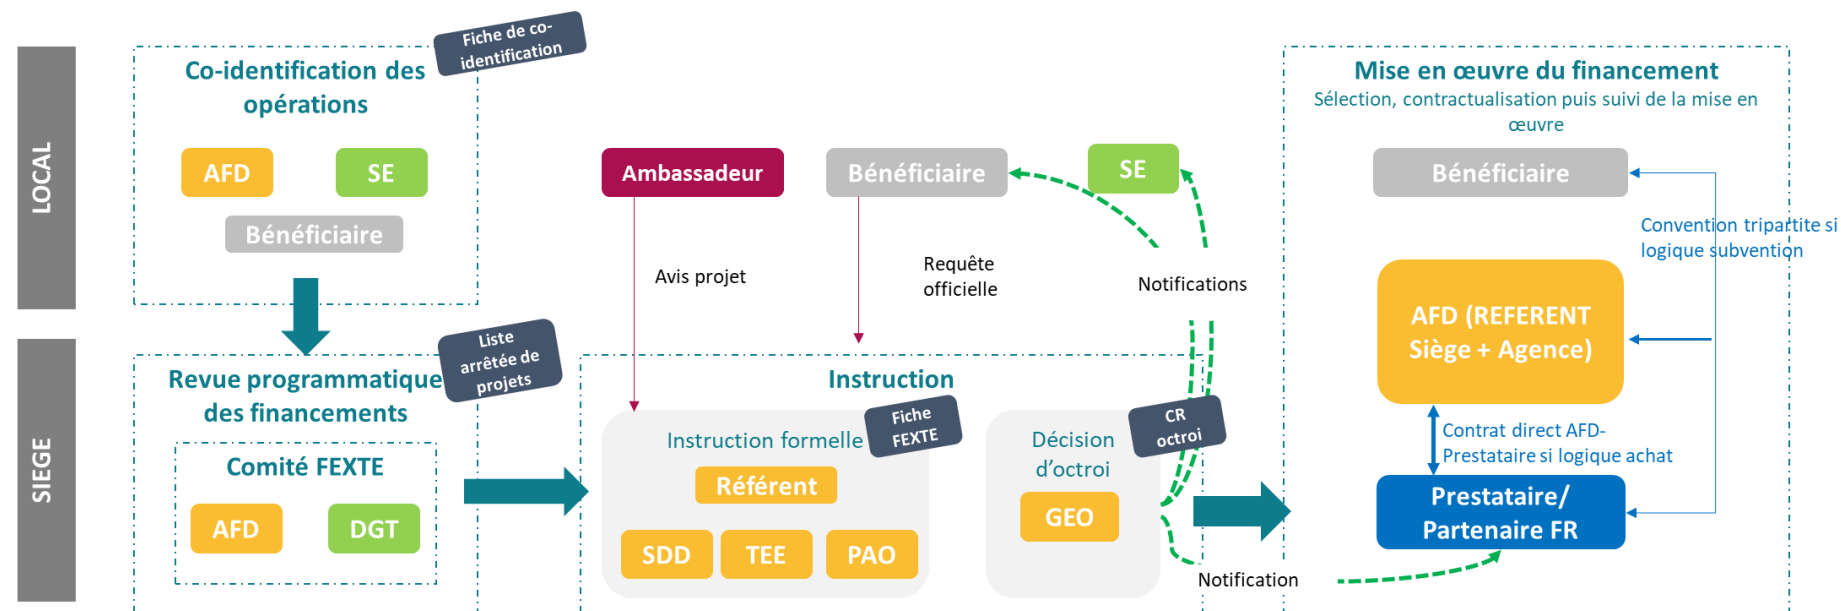 LOCAL
SIEGE
Fiche de co-
identification
Co-identification des
opérations
AFD
SE
Bénéficiaire
Liste
arrêtée de
projets
Revue programmatique
des financements
Comité FEXTE
AFD
DGT
Ambassadeur
Bénéficiaire
SE
Avis projet
Requête
officielle
Notifications
Instruction
Fiche
FEXTE
Instruction formelle
Référent
SDD
TEE
PAO
CR
octroi
Décision
d’octroi
GEO
Notification
Mise en œuvre du financement
Sélection, contractualisation puis suivi de la mise en
œuvre
Bénéficiaire
Convention tripartite si
logique subvention
AFD (REFERENT
Siège + Agence)
Contrat direct AFD-
Prestataire si logique achat
Prestataire/
Partenaire FR